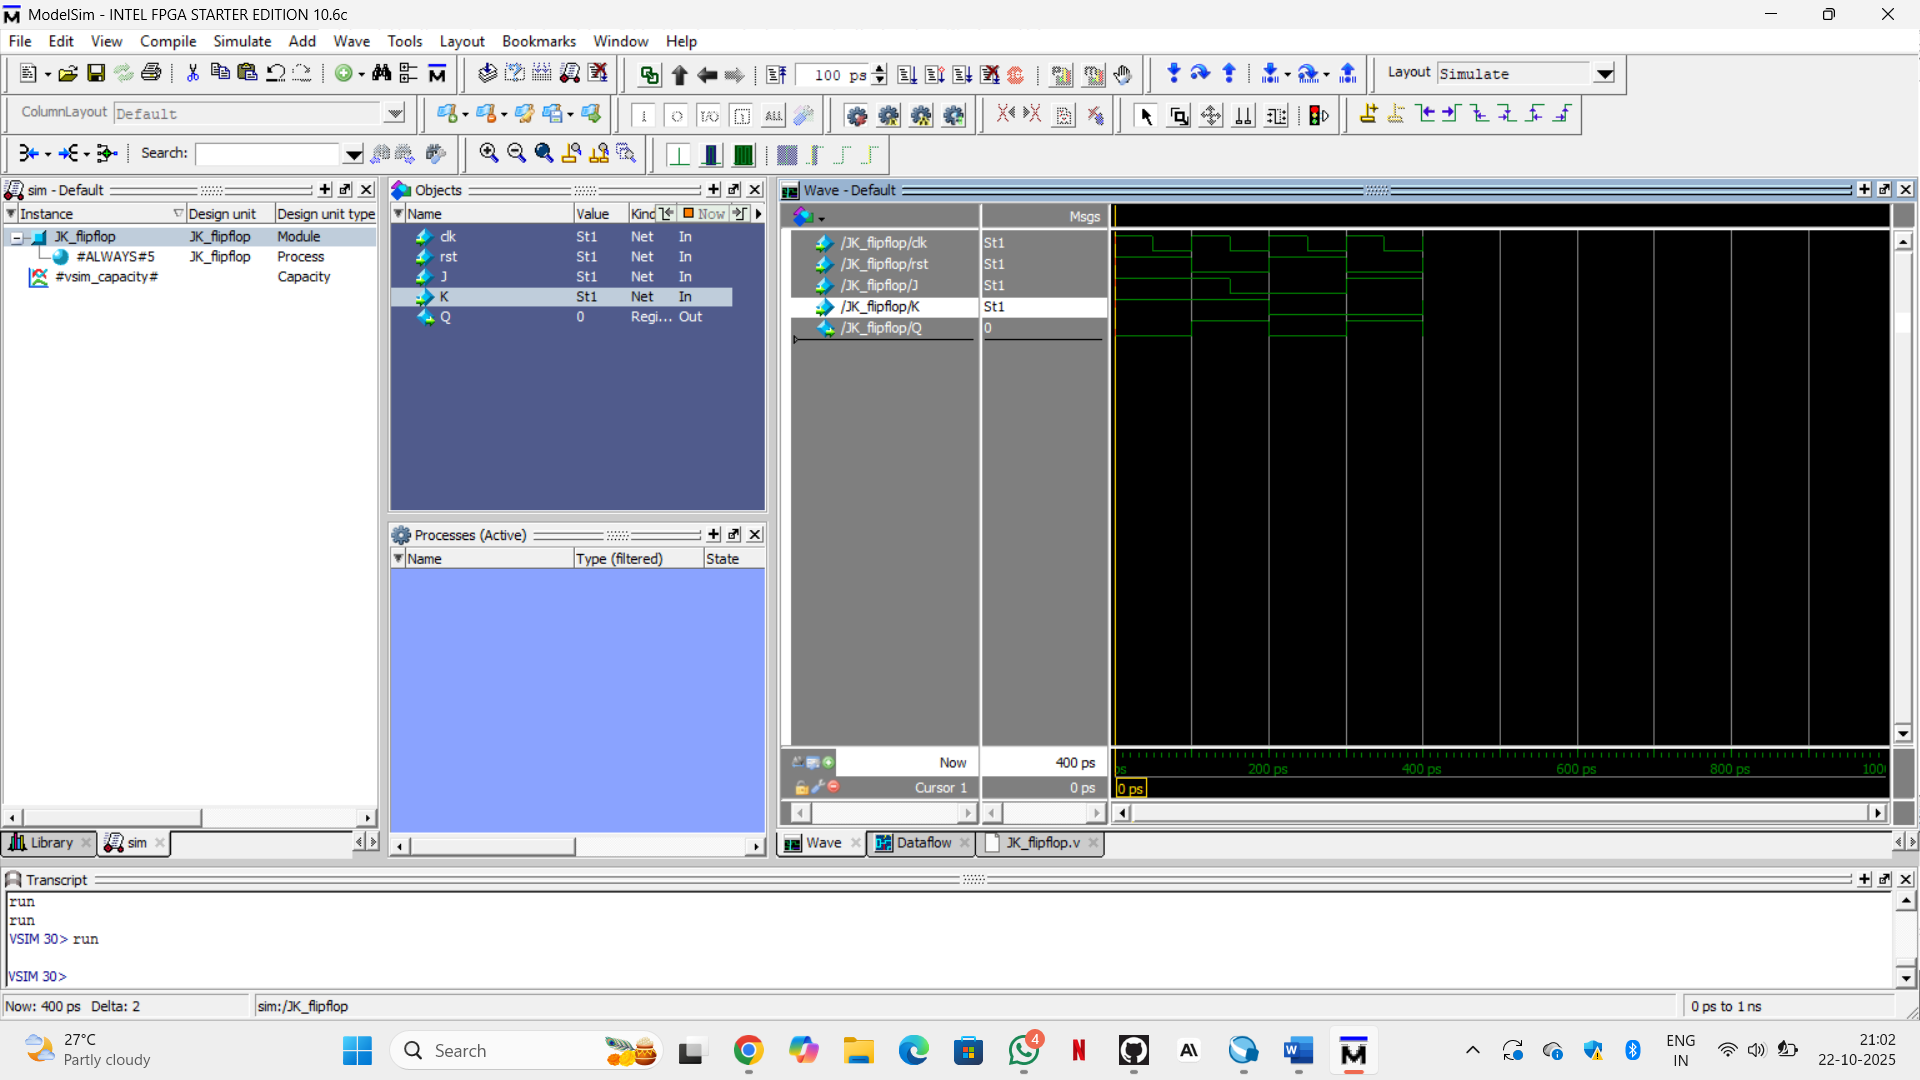 ModelSim - INTEL FPGA STARTER EDITION 10.6c
File Edit View Compile Simulate Add Wave Tools Layout Bookmarks Window Help
100 ps
Layout Simulate
ColumnLayout Default
Search:
sim - Default
Instance Design unit Design unit type
JK_flipflop JK_flipflop Module
#ALWAYS#5 JK_flipflop Process
#vsim_capacity# Capacity
Library sim
Objects
Name Value Kind Now
clk St1 Net In
rst St1 Net In
J St1 Net In
K St1 Net In
Q 0 Regi... Out
Processes (Active)
Name Type (filtered) State
Wave - Default
Msgs
/JK_flipflop/clk St1
/JK_flipflop/rst St1
/JK_flipflop/J St1
/JK_flipflop/K St1
/JK_flipflop/Q 0
Now 400 ps
Cursor 1 0 ps
ps 200 ps 400 ps 600 ps 800 ps 100
0 ps
Wave Dataflow JK_flipflop.v
Transcript
run
run
VSIM 30> run
VSIM 30>
Now: 400 ps Delta: 2 sim:/JK_flipflop 0 ps to 1 ns
27°C
Partly cloudy
Search
4
ENG
IN
21:02
22-10-2025